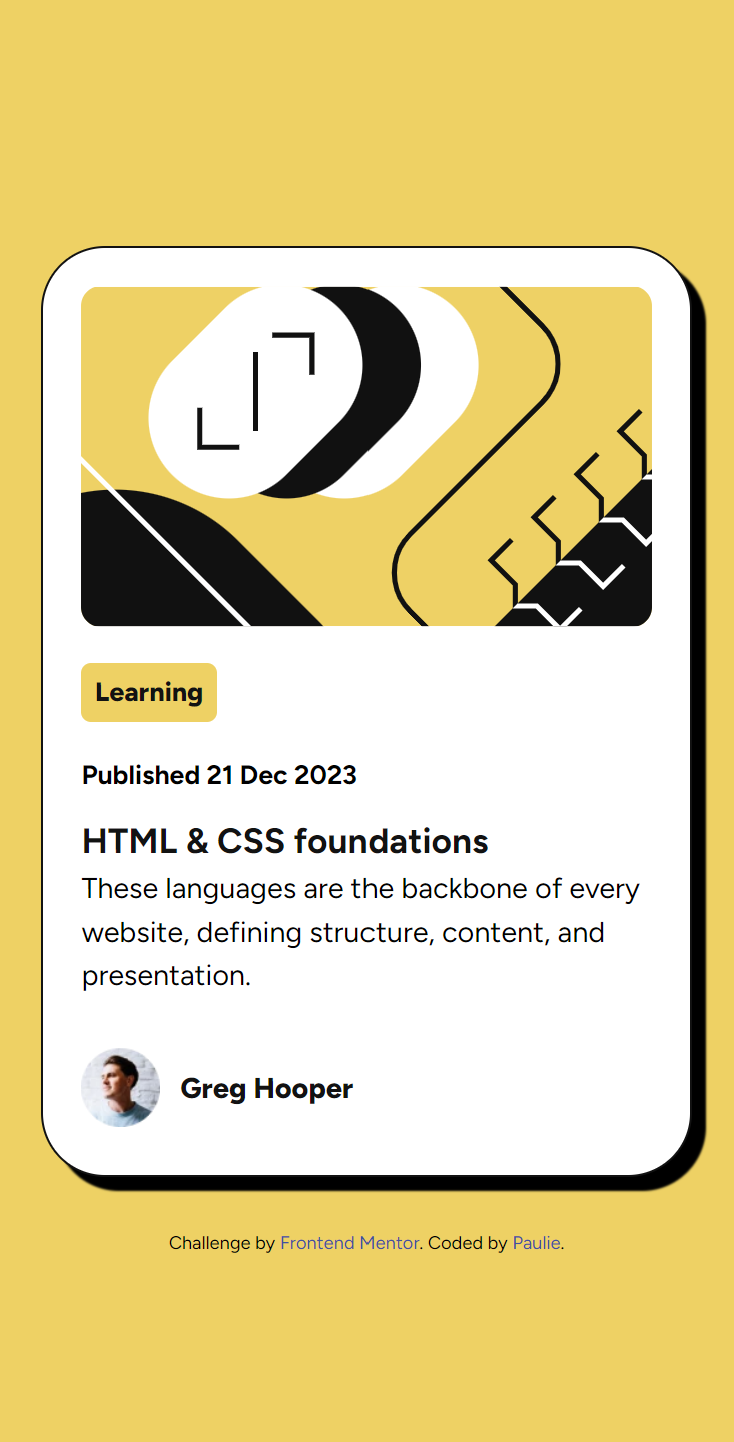 Learning
Published 21 Dec 2023
HTML & CSS foundations
These languages are the backbone of every
website, defining structure, content, and
presentation.
Greg Hooper
Challenge by Frontend Mentor. Coded by Paulie.